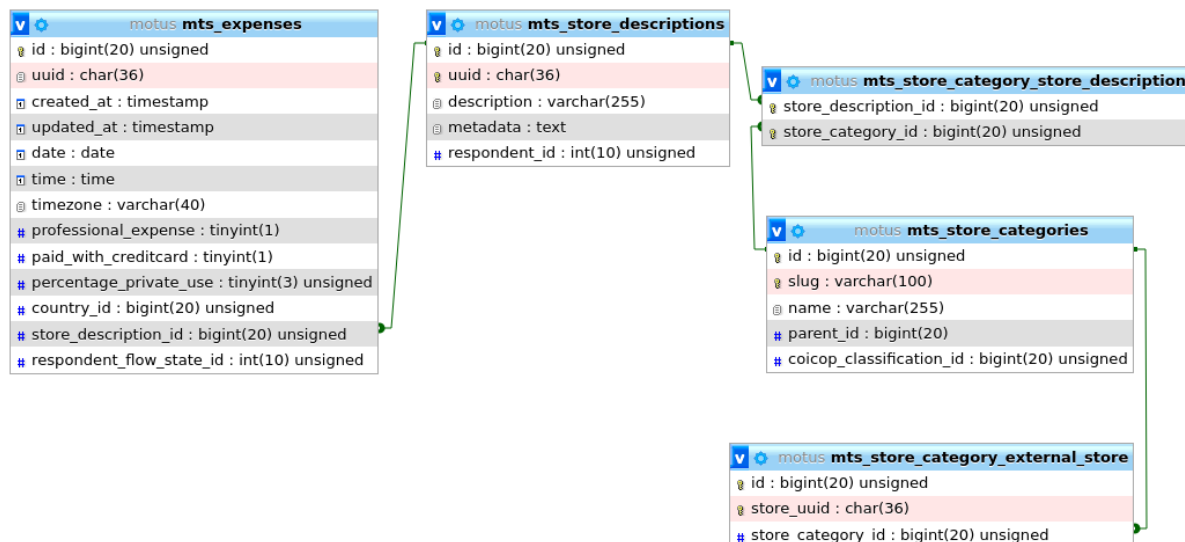 v motus mts_expenses
id : bigint(20) unsigned
uuid : char(36)
created_at : timestamp
updated_at : timestamp
date : date
time : time
timezone : varchar(40)
# professional_expense : tinyint(1)
# paid_with_creditcard : tinyint(1)
# percentage_private_use : tinyint(3) unsigned
# country_id : bigint(20) unsigned
# store_description_id : bigint(20) unsigned
# respondent_flow_state_id : int(10) unsigned
v motus mts_store_descriptions
id : bigint(20) unsigned
uuid : char(36)
description : varchar(255)
metadata : text
# respondent_id : int(10) unsigned
v motus mts_store_category_store_description
store_description_id : bigint(20) unsigned
store_category_id : bigint(20) unsigned
v motus mts_store_categories
id : bigint(20) unsigned
slug : varchar(100)
name : varchar(255)
# parent_id : bigint(20)
# coicop_classification_id : bigint(20) unsigned
v motus mts_store_category_external_store
id : bigint(20) unsigned
store_uuid : char(36)
# store_category_id : bigint(20) unsigned